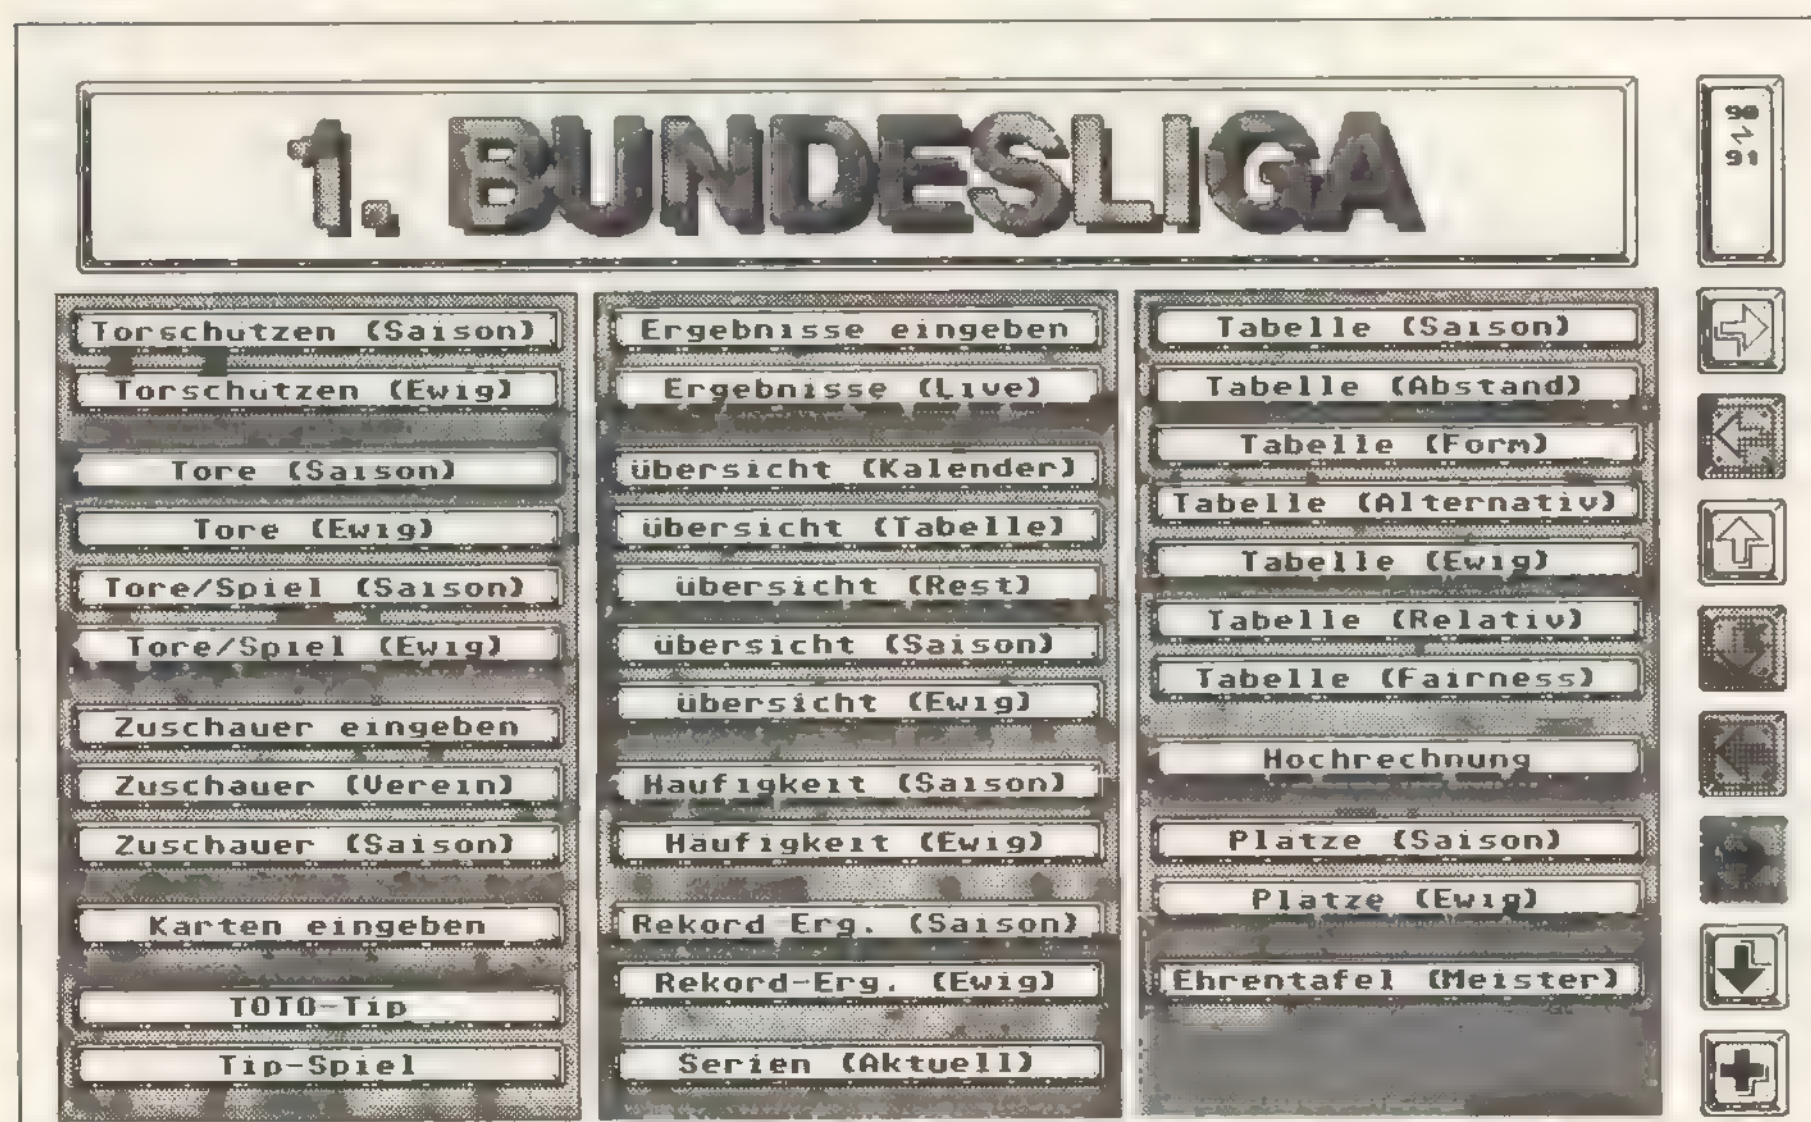 1. BUNDESLIGA
90
91
Torschutzen (Saison)
Torschutzen (Ewig)
Tore (Saison)
Tore (Ewig)
Tore/Spiel (Saison)
Tore/Spiel (Ewig)
Zuschauer eingeben
Zuschauer (Verein)
Zuschauer (Saison)
Karten eingeben
TOTO-Tip
Tip-Spiel
Ergebnisse eingeben
Ergebnisse (Live)
übersicht (Kalender)
übersicht (Tabelle)
übersicht (Rest)
übersicht (Saison)
übersicht (Ewig)
Haufigkeit (Saison)
Haufigkeit (Ewig)
Rekord Erg. (Saison)
Rekord-Erg. (Ewig)
Serien (Aktuell)
Tabelle (Saison)
Tabelle (Abstand)
Tabelle (Form)
Tabelle (Alternativ)
Tabelle (Ewig)
Tabelle (Relativ)
Tabelle (Fairness)
Hochrechnung
Platze (Saison)
Platze (Ewig)
Ehrentafel (Meister)